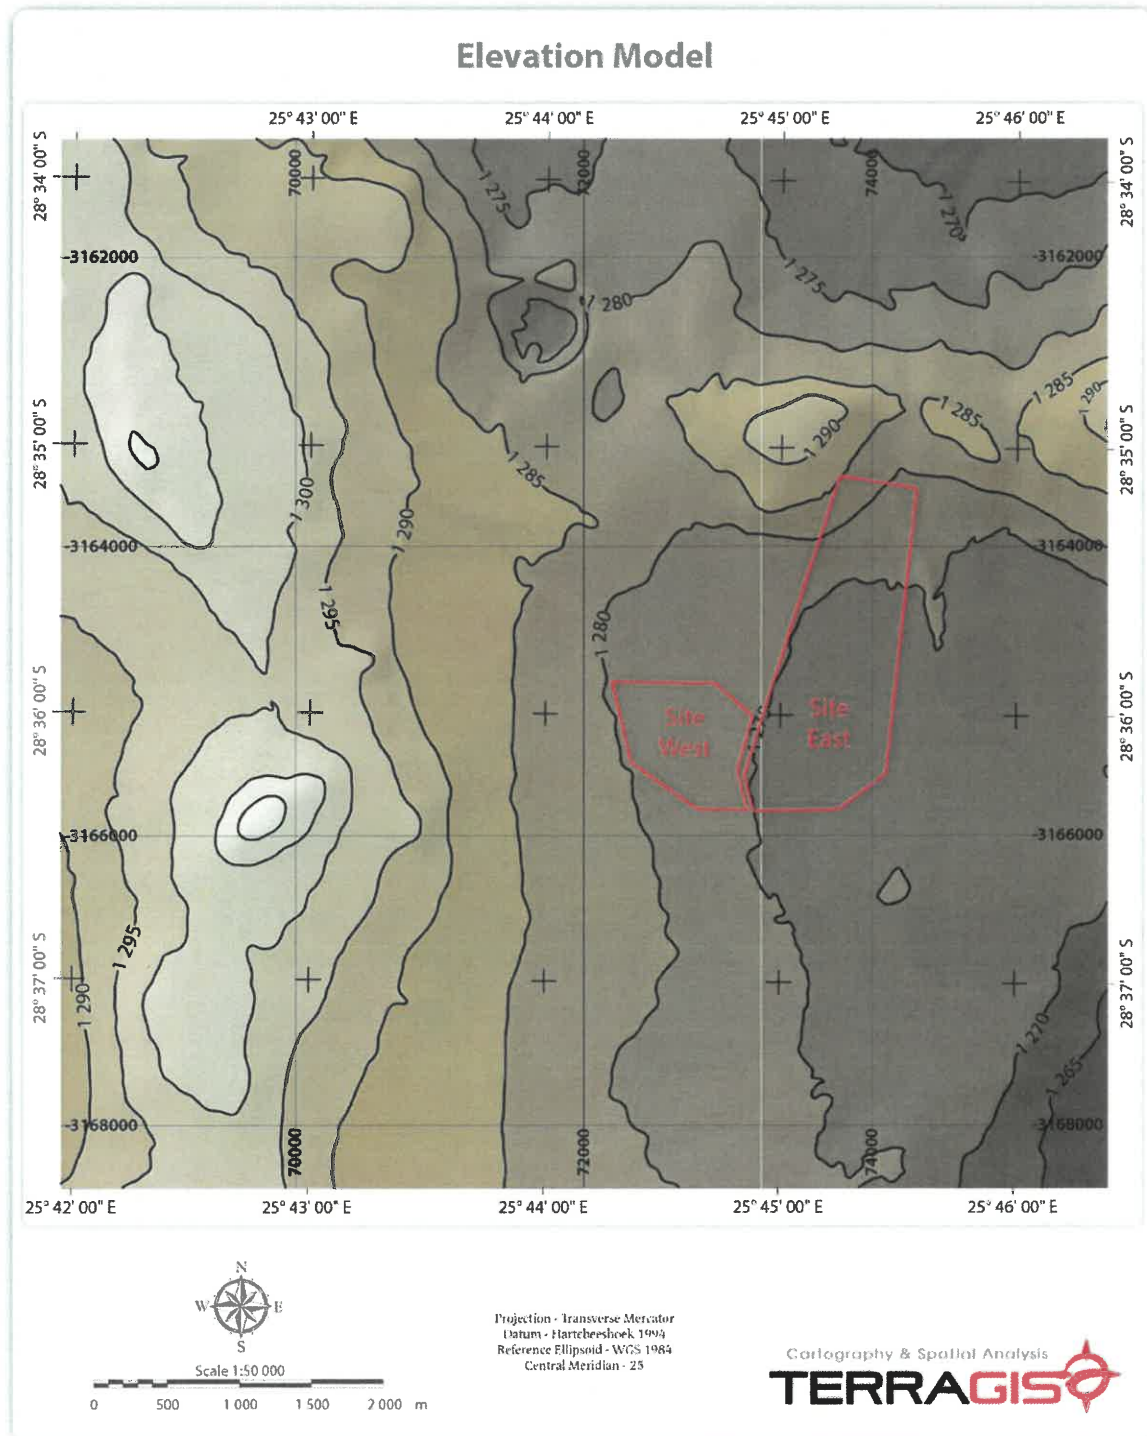 Elevation Model
25° 43' 00" E
25° 44' 00" E
25° 45' 00" E
25° 46' 00" E
28° 34' 00" S
28° 34' 00" S
70000
72000
74000
1 275
1 270
-3162000
-3162000
1 275
1 280
1 285
1 285
1 290
28° 35' 00" S
28° 35' 00" S
1 290
1 285
1 300
1 290
-3164000
-3164000
1 295
1 280
28° 36' 00" S
28° 36' 00" S
Site
West
Site
East
-3166000
-3166000
1 295
28° 37' 00" S
28° 37' 00" S
1 290
1 270
1 265
-3168000
-3168000
70000
72000
74000
25° 42' 00" E
25° 43' 00" E
25° 44' 00" E
25° 45' 00" E
25° 46' 00" E
N
W
E
S
Scale 1:50 000
0
500
1 000
1 500
2 000
m
Projection - Transverse Mercator
Datum - Hartebeeshoek 1994
Reference Ellipsoid - WGS 1984
Central Meridian - 25
Cartography & Spatial Analysis
TERRAGIS